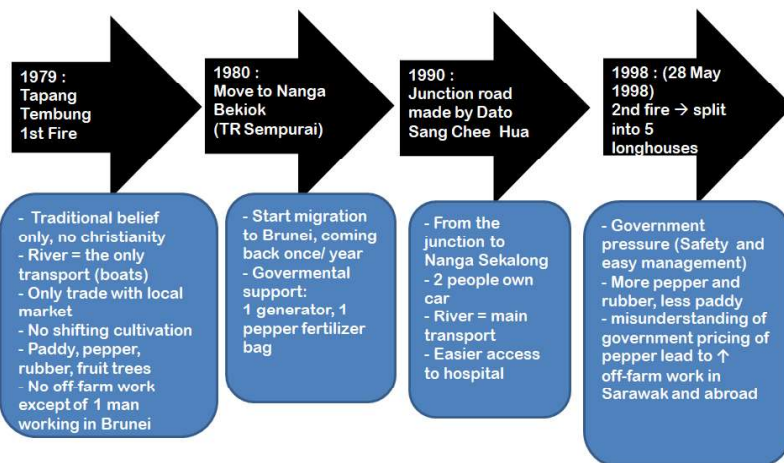 1979 :
Tapang
Tembung
1st Fire
1980 :
Move to Nanga
Bekiok
(TR Sempurai)
1990 :
Junction road
made by Dato
Sang Chee Hua
1998 : (28 May
1998)
2nd fire → split
into 5
longhouses
- Traditional belief
only, no christianity
- River = the only
transport (boats)
- Only trade with local
market
- No shifting cultivation
- Paddy, pepper,
rubber, fruit trees
- No off-farm work
except of 1 man
working in Brunei
- Start migration
to Brunei, coming
back once/ year
- Govermental
support:
1 generator, 1
pepper fertilizer
bag
- From the
junction to
Nanga Sekalong
- 2 people own
car
- River = main
transport
- Easier access
to hospital
- Government
pressure (Safety and
easy management)
- More pepper and
rubber, less paddy
- misunderstanding of
government pricing of
pepper lead to ↑
off-farm work in
Sarawak and abroad